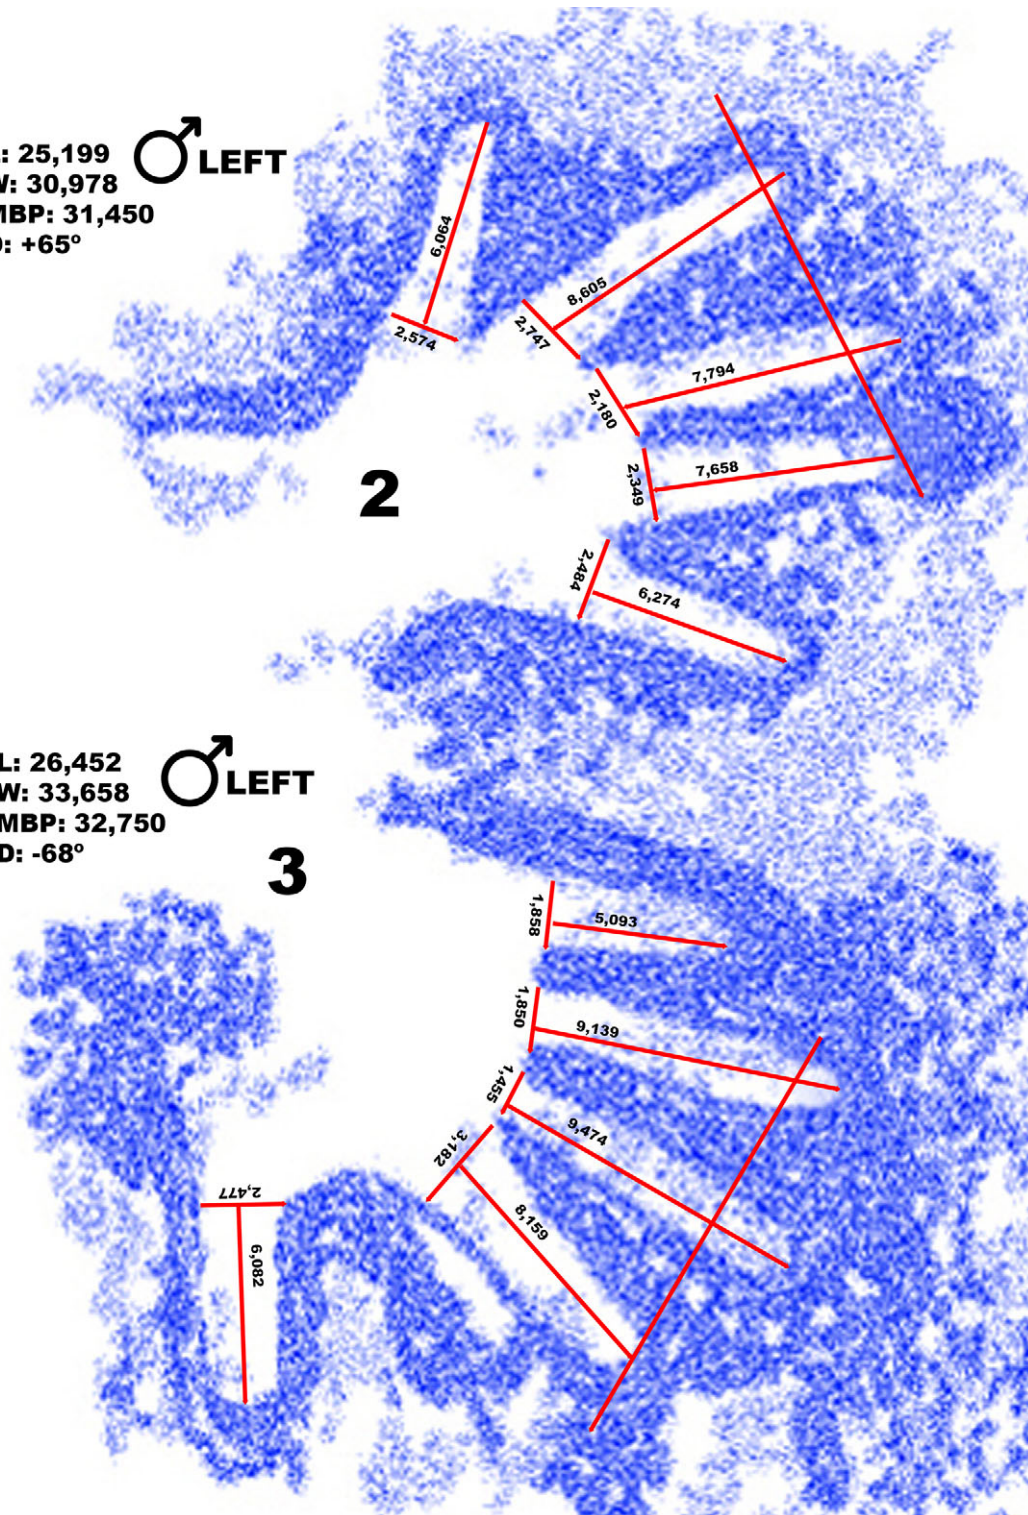 : 25,199
W: 30,978
MBP: 31,450
: +65º
LEFT
6,064
2,574
8,605
2,747
7,794
2,180
7,658
2,349
2
2,484
6,274
L: 26,452
W: 33,658
MBP: 32,750
D: -68º
LEFT
3
1,858
5,093
1,850
9,139
1,455
9,474
3,182
8,159
2,477
6,082